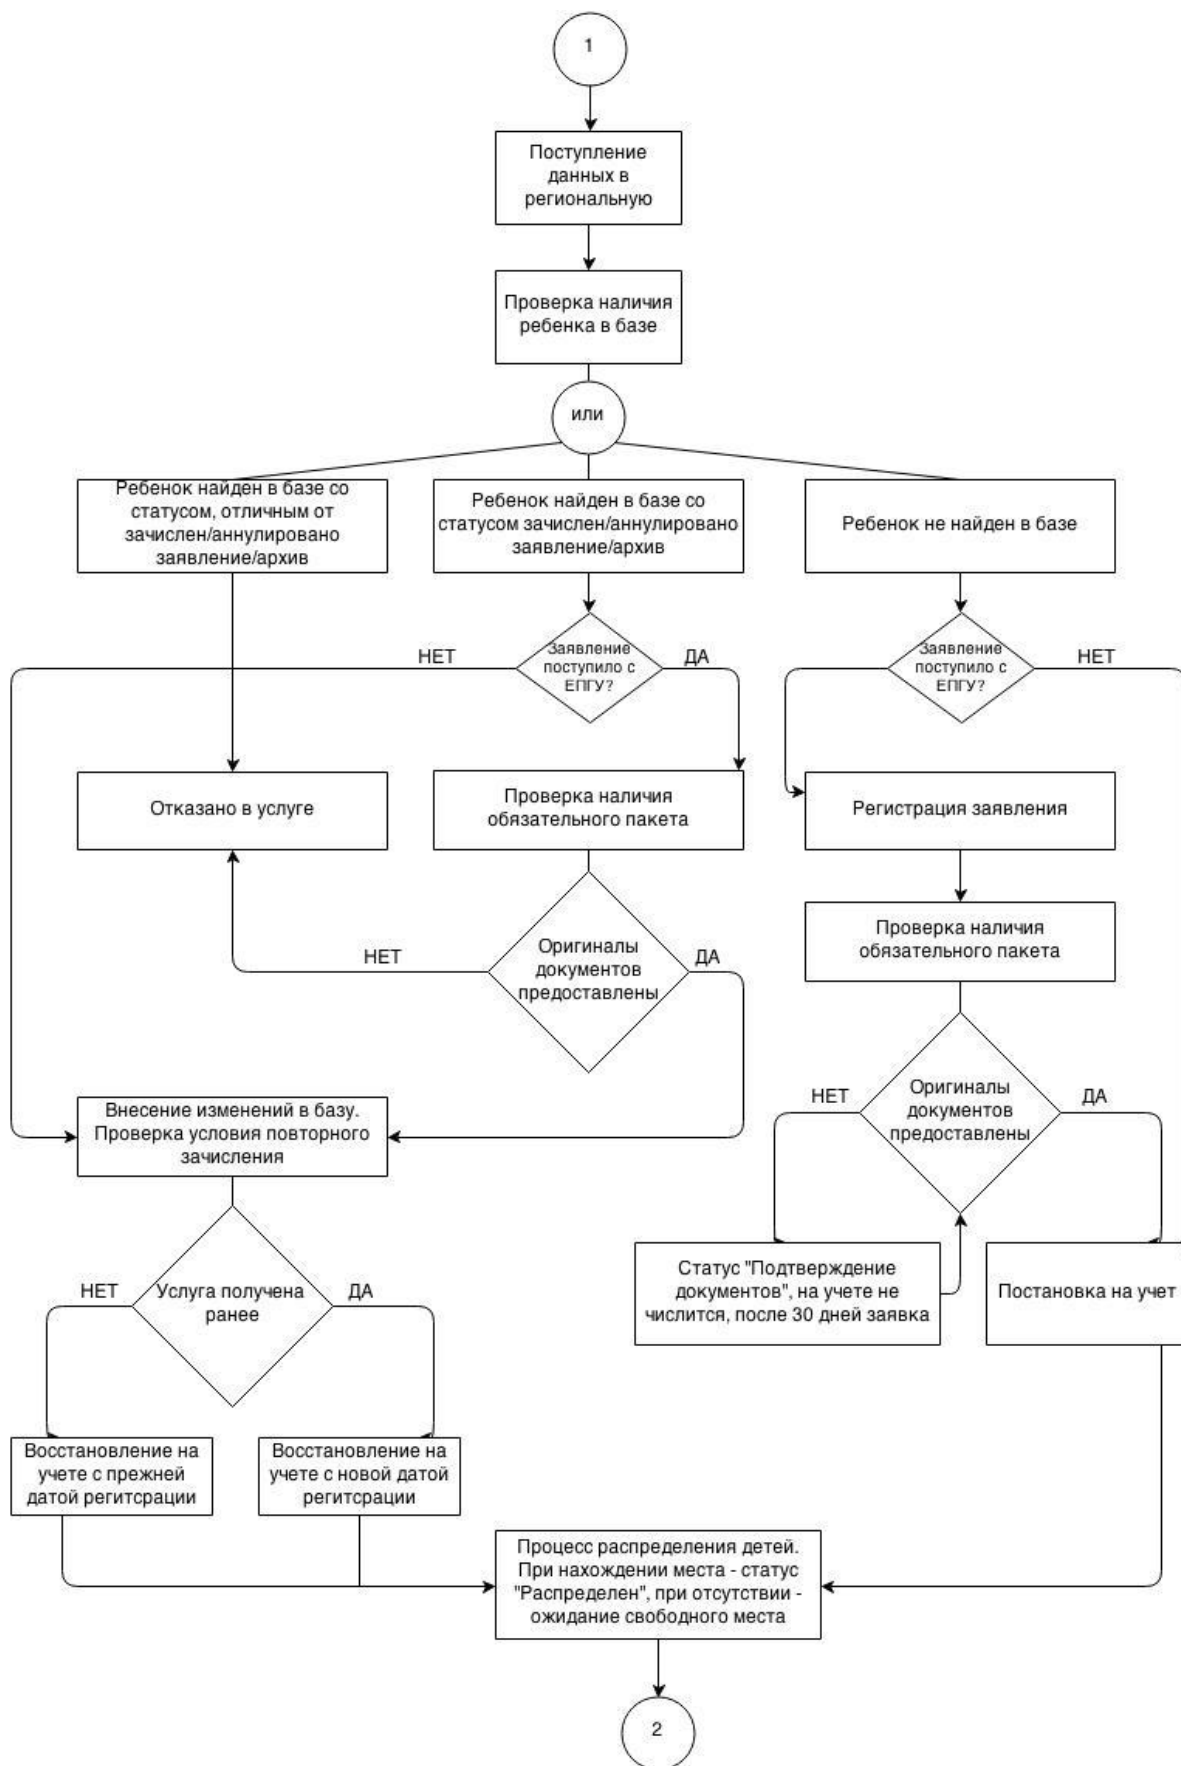 1
Поступление
данных в
региональную
Проверка наличия
ребенка в базе
или
Ребенок найден в базе со
статусом, отличным от
зачислен/аннулировано
заявление/архив
Ребенок найден в базе со
статусом зачислен/аннулировано
заявление/архив
Ребенок не найден в базе
НЕТ
Заявление
поступило с
ЕПГУ?
ДА
Заявление
поступило с
ЕПГУ?
НЕТ
Отказано в услуге
Проверка наличия
обязательного пакета
Регистрация заявления
Проверка наличия
обязательного пакета
НЕТ
Оригиналы
документов
предоставлены
ДА
НЕТ
Оригиналы
документов
предоставлены
ДА
Внесение изменений в базу.
Проверка условия повторного
зачисления
НЕТ
Услуга получена
ранее
ДА
Статус "Подтверждение
документов", на учете не
числится, после 30 дней заявка
Постановка на учет
Восстановление на
учете с прежней
датой регитсрации
Восстановление на
учете с новой датой
регитсрации
Процесс распределения детей.
При нахождении места - статус
"Распределен", при отсутствии -
ожидание свободного места
2